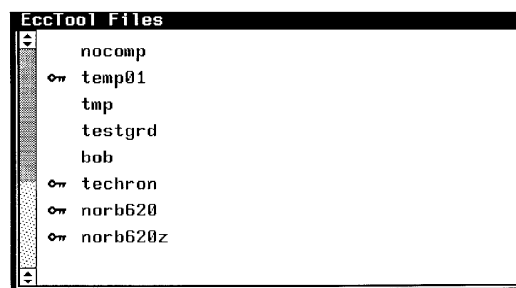 EccTool Files
nocomp
temp01
tmp
testgrd
bob
techron
norb620
norb620z